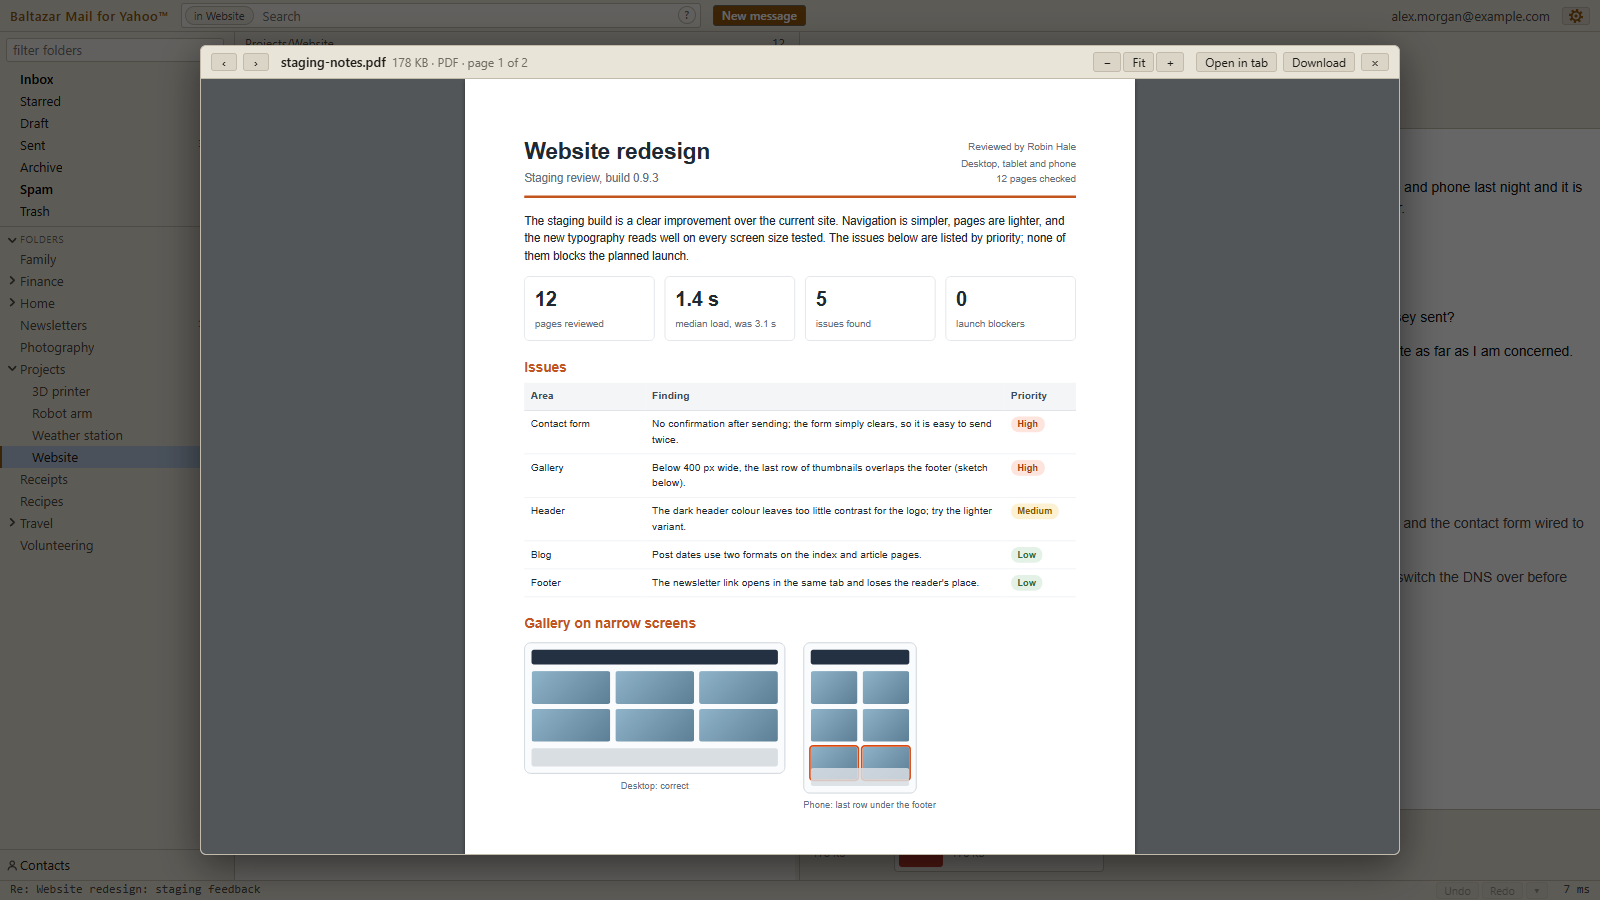 Baltazar Mail for Yahoo™
in Website
Search
?
New message
alex.morgan@example.com
filter folders
Projects/Website
12
Inbox
Starred
Draft
Sent
Archive
Spam
Trash
FOLDERS
Family
Finance
Home
Newsletters
Photography
Projects
3D printer
Robot arm
Weather station
Website
Receipts
Recipes
Travel
Volunteering
Contacts
‹ › staging-notes.pdf 178 KB · PDF · page 1 of 2
− Fit + Open in tab Download ×
Website redesign
Staging review, build 0.9.3
Reviewed by Robin Hale
Desktop, tablet and phone
12 pages checked
The staging build is a clear improvement over the current site. Navigation is simpler, pages are lighter, and
the new typography reads well on every screen size tested. The issues below are listed by priority; none of
them blocks the planned launch.
12
pages reviewed
1.4 s
median load, was 3.1 s
5
issues found
0
launch blockers
Issues
Area Finding Priority
Contact form No confirmation after sending; the form simply clears, so it is easy to send High
twice.
Gallery Below 400 px wide, the last row of thumbnails overlaps the footer (sketch High
below).
Header The dark header colour leaves too little contrast for the logo; try the lighter Medium
variant.
Blog Post dates use two formats on the index and article pages. Low
Footer The newsletter link opens in the same tab and loses the reader's place. Low
Gallery on narrow screens
Desktop: correct
Phone: last row under the footer
and phone last night and it is
sent?
as far as I am concerned.
and the contact form wired to
switch the DNS over before
Re: Website redesign: staging feedback
Undo Redo 7 ms